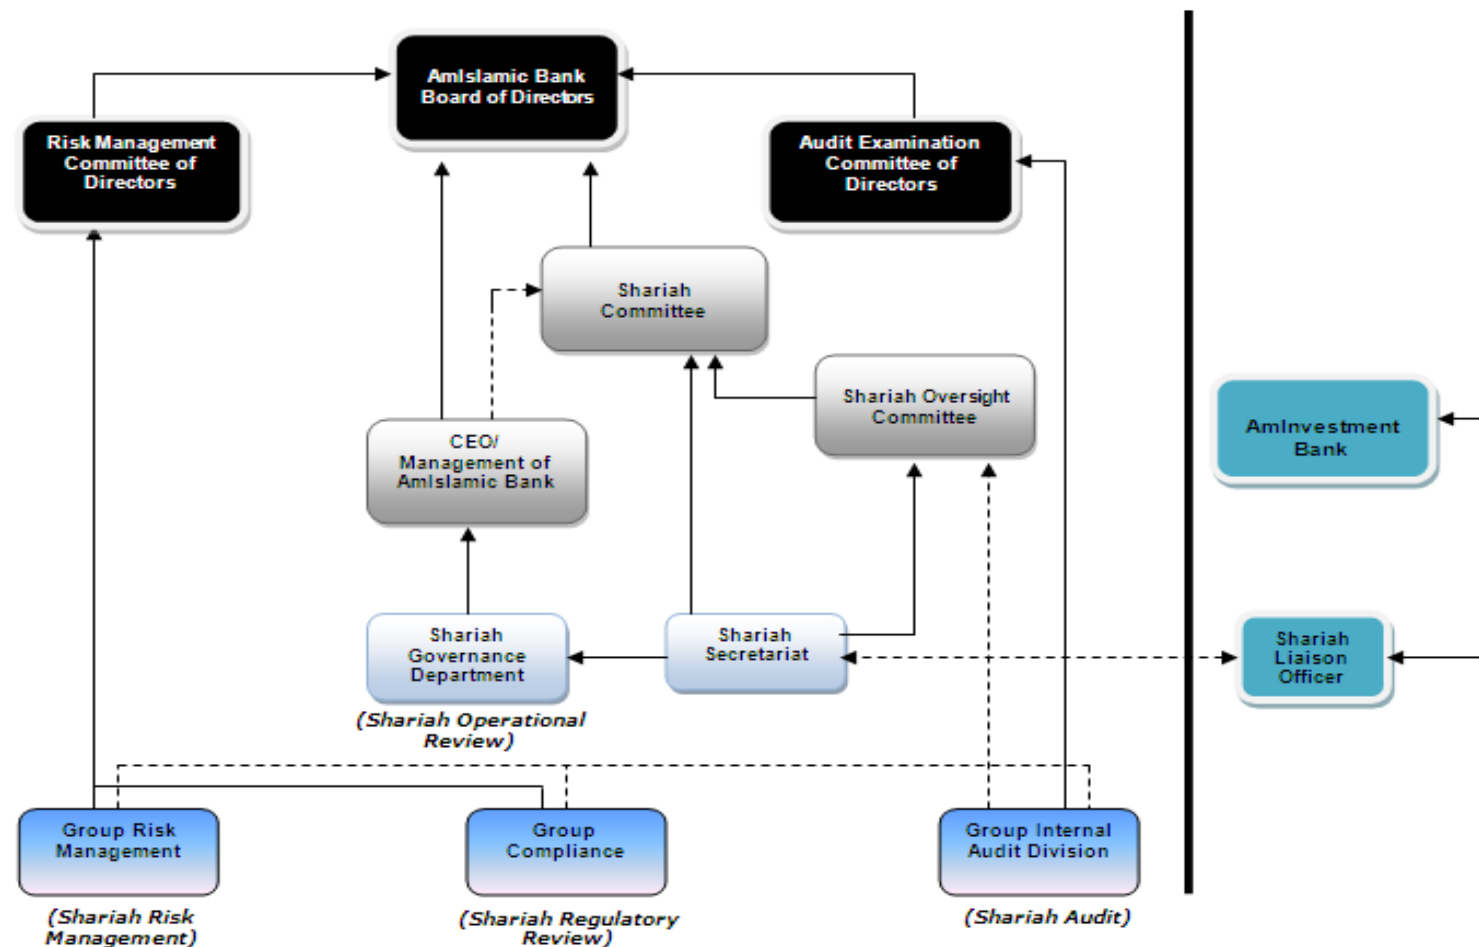 AmIslamic Bank
Board of Directors
Risk Management
Committee of
Directors
Audit Examination
Committee of
Directors
Shariah
Committee
Shariah Oversight
Committee
CEO/
Management of
AmIslamic Bank
AmInvestment
Bank
Shariah
Governance
Department
(Shariah Operational
Review)
Shariah
Secretariat
Shariah
Liaison
Officer
Group Risk
Management
(Shariah Risk
Management)
Group
Compliance
(Shariah Regulatory
Review)
Group Internal
Audit Division
(Shariah Audit)